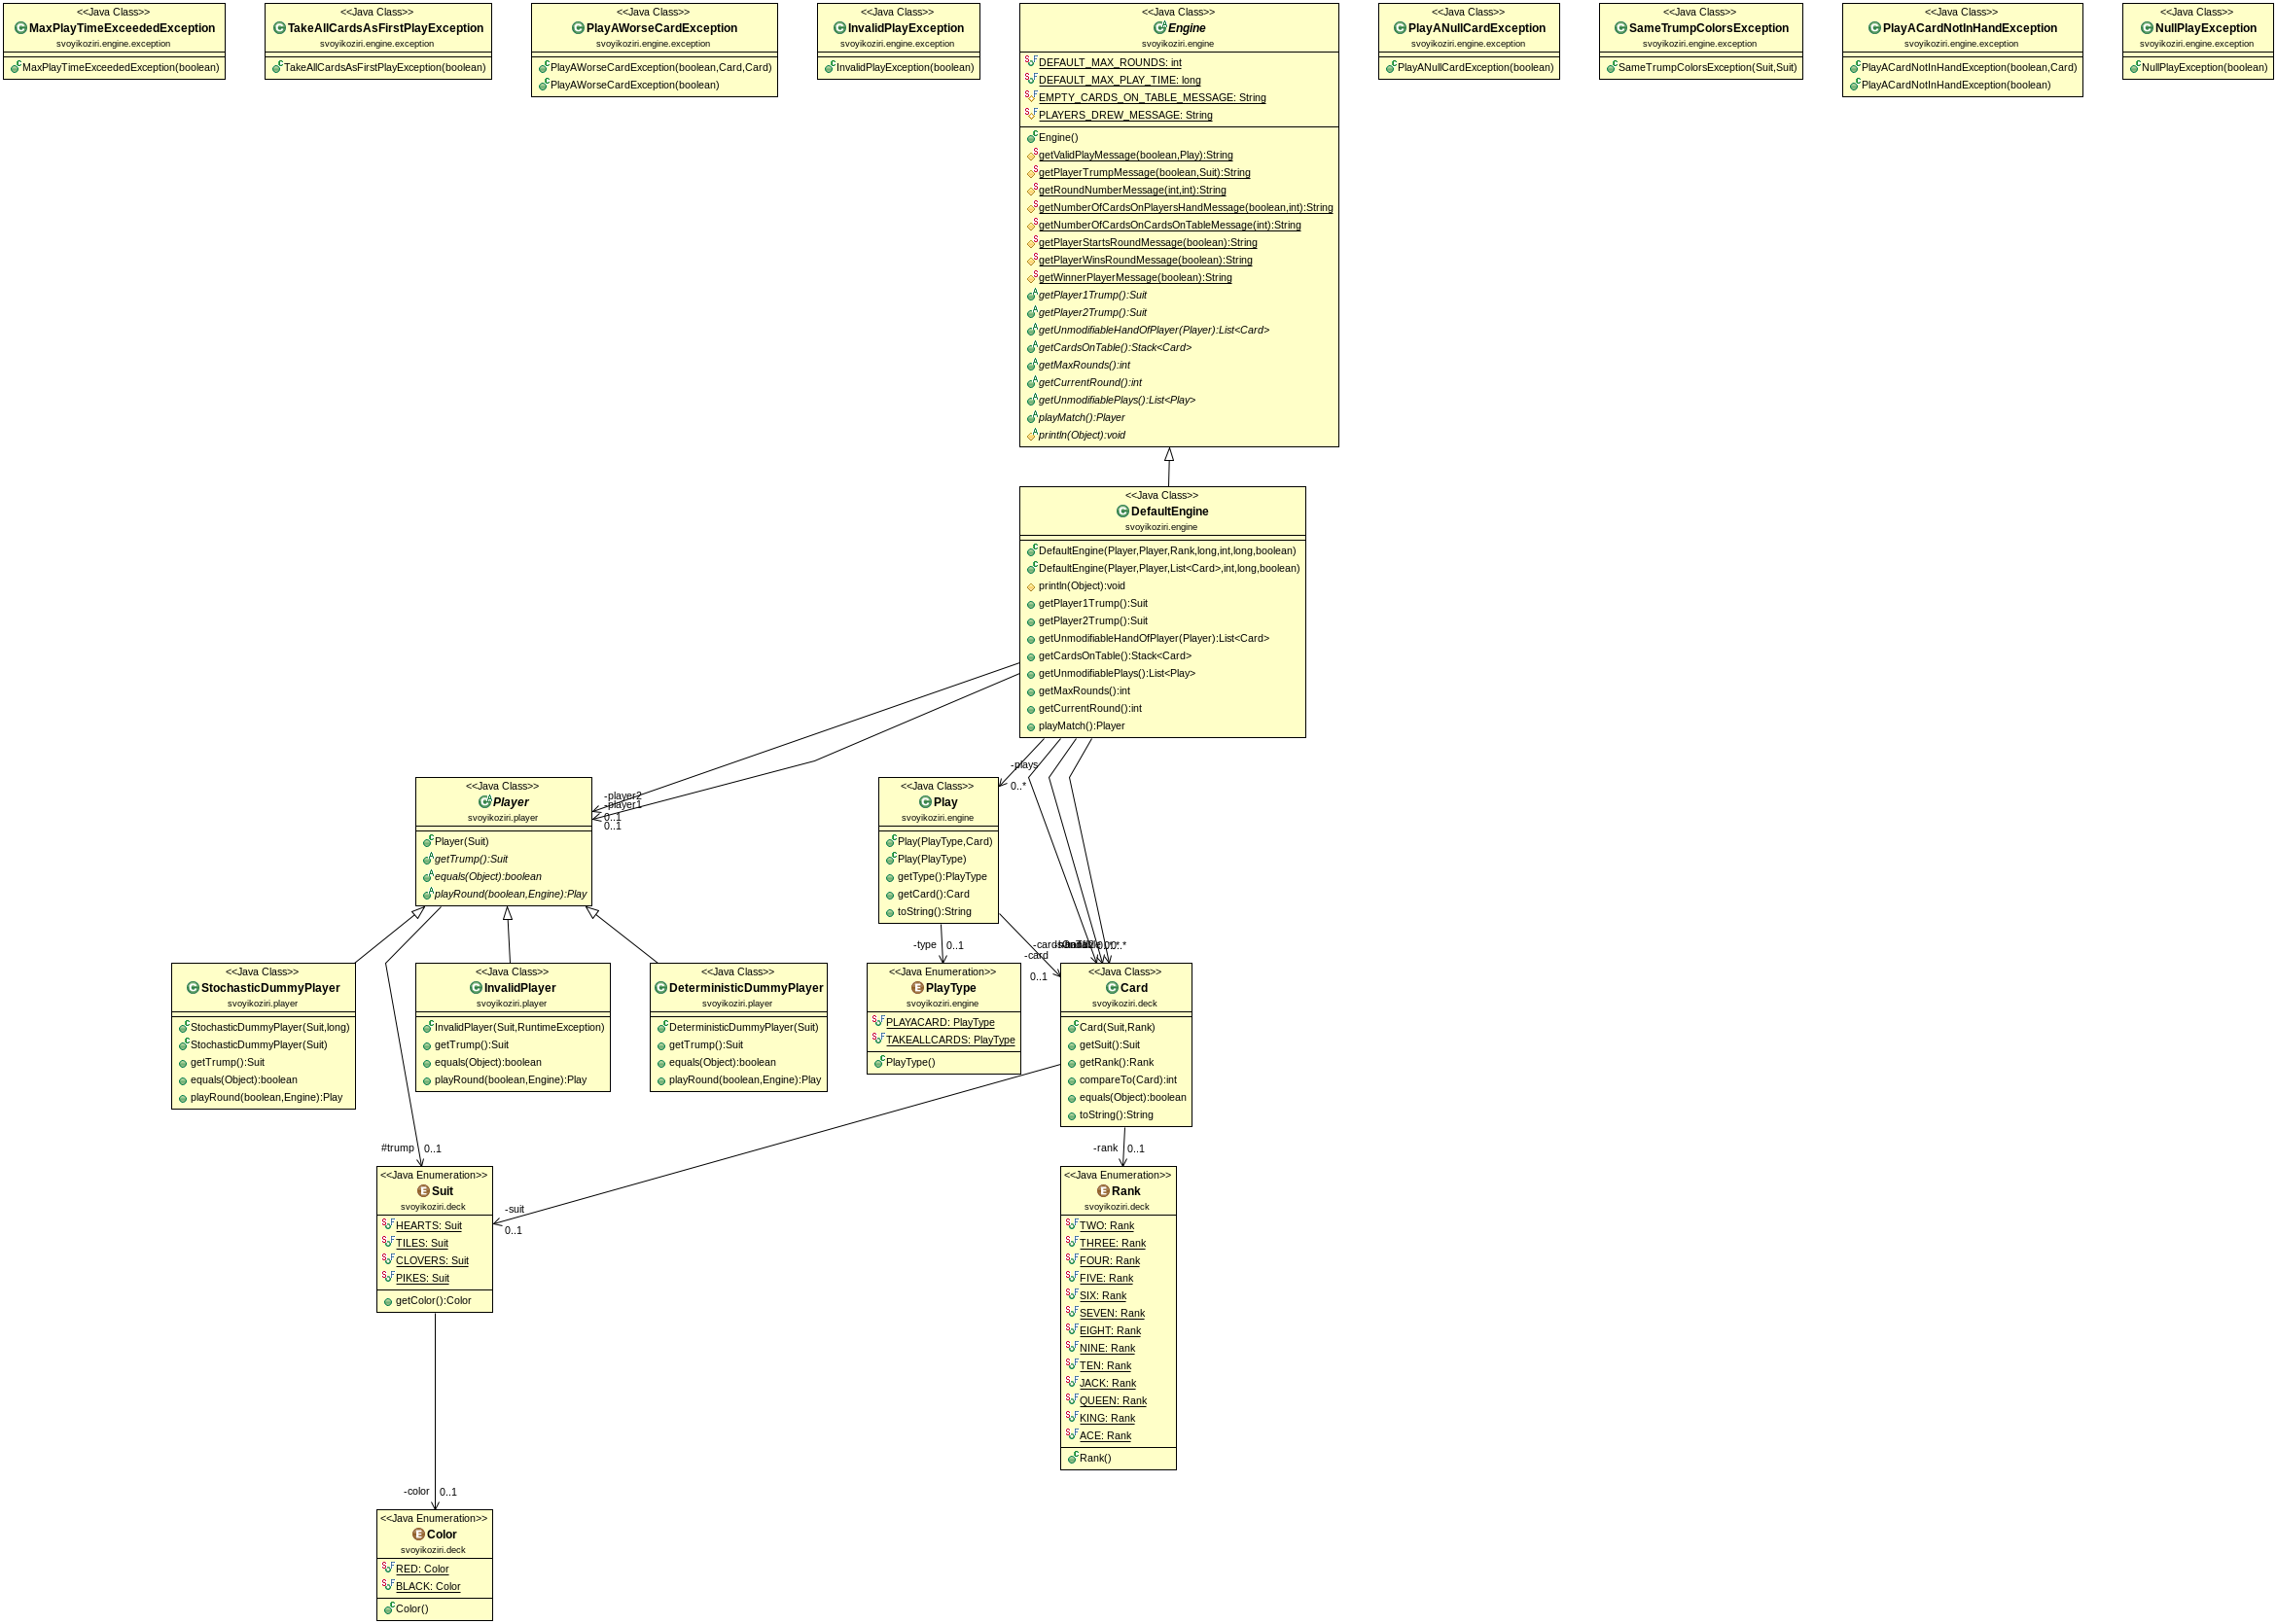 <<Java Class>>
MaxPlayTimeExceededException
svoyikoziri.engine.exception
MaxPlayTimeExceededException(boolean)
<<Java Class>>
TakeAllCardsAsFirstPlayException
svoyikoziri.engine.exception
TakeAllCardsAsFirstPlayException(boolean)
<<Java Class>>
PlayAWorseCardException
svoyikoziri.engine.exception
PlayAWorseCardException(boolean,Card,Card)
PlayAWorseCardException(boolean)
<<Java Class>>
InvalidPlayException
svoyikoziri.engine.exception
InvalidPlayException(boolean)
<<Java Class>>
Engine
svoyikoziri.engine
DEFAULT_MAX_ROUNDS: int
DEFAULT_MAX_PLAY_TIME: long
EMPTY_CARDS_ON_TABLE_MESSAGE: String
PLAYERS_DREW_MESSAGE: String
Engine()
getValidPlayMessage(boolean,Play):String
getPlayerTrumpMessage(boolean,Suit):String
getRoundNumberMessage(int,int):String
getNumberOfCardsOnPlayersHandMessage(boolean,int):String
getNumberOfCardsOnCardsOnTableMessage(int):String
getPlayerStartsRoundMessage(boolean):String
getPlayerWinsRoundMessage(boolean):String
getWinnerPlayerMessage(boolean):String
getPlayer1Trump():Suit
getPlayer2Trump():Suit
getUnmodifiableHandOfPlayer(Player):List<Card>
getCardsOnTable():Stack<Card>
getMaxRounds():int
getCurrentRound():int
getUnmodifiablePlays():List<Play>
playMatch():Player
println(Object):void
<<Java Class>>
PlayANullCardException
svoyikoziri.engine.exception
PlayANullCardException(boolean)
<<Java Class>>
SameTrumpColorsException
svoyikoziri.engine.exception
SameTrumpColorsException(Suit,Suit)
<<Java Class>>
PlayACardNotInHandException
svoyikoziri.engine.exception
PlayACardNotInHandException(boolean,Card)
PlayACardNotInHandException(boolean)
<<Java Class>>
NullPlayException
svoyikoziri.engine.exception
NullPlayException(boolean)
<<Java Class>>
DefaultEngine
svoyikoziri.engine
DefaultEngine(Player,Player,Rank,long,int,long,boolean)
DefaultEngine(Player,Player,List<Card>,int,long,boolean)
println(Object):void
getPlayer1Trump():Suit
getPlayer2Trump():Suit
getUnmodifiableHandOfPlayer(Player):List<Card>
getCardsOnTable():Stack<Card>
getUnmodifiablePlays():List<Play>
getMaxRounds():int
getCurrentRound():int
playMatch():Player
-player2
-player1
0..1
0..1
-plays
0..*
<<Java Class>>
Player
svoyikoziri.player
Player(Suit)
getTrump():Suit
equals(Object):boolean
playRound(boolean,Engine):Play
<<Java Class>>
Play
svoyikoziri.engine
Play(PlayType,Card)
Play(PlayType)
getType():PlayType
getCard():Card
toString():String
-type
0..1
-card
0..1
<<Java Class>>
StochasticDummyPlayer
svoyikoziri.player
StochasticDummyPlayer(Suit,long)
StochasticDummyPlayer(Suit)
getTrump():Suit
equals(Object):boolean
playRound(boolean,Engine):Play
<<Java Class>>
InvalidPlayer
svoyikoziri.player
InvalidPlayer(Suit,RuntimeException)
getTrump():Suit
equals(Object):boolean
playRound(boolean,Engine):Play
<<Java Class>>
DeterministicDummyPlayer
svoyikoziri.player
DeterministicDummyPlayer(Suit)
getTrump():Suit
equals(Object):boolean
playRound(boolean,Engine):Play
<<Java Enumeration>>
PlayType
svoyikoziri.engine
PLAYACARD: PlayType
TAKEALLCARDS: PlayType
PlayType()
<<Java Class>>
Card
svoyikoziri.deck
Card(Suit,Rank)
getSuit():Suit
getRank():Rank
compareTo(Card):int
equals(Object):boolean
toString():String
#trump
0..1
-suit
0..1
-rank
0..1
<<Java Enumeration>>
Suit
svoyikoziri.deck
HEARTS: Suit
TILES: Suit
CLOVERS: Suit
PIKES: Suit
getColor():Color
<<Java Enumeration>>
Rank
svoyikoziri.deck
TWO: Rank
THREE: Rank
FOUR: Rank
FIVE: Rank
SIX: Rank
SEVEN: Rank
EIGHT: Rank
NINE: Rank
TEN: Rank
JACK: Rank
QUEEN: Rank
KING: Rank
ACE: Rank
Rank()
-color
0..1
<<Java Enumeration>>
Color
svoyikoziri.deck
RED: Color
BLACK: Color
Color()